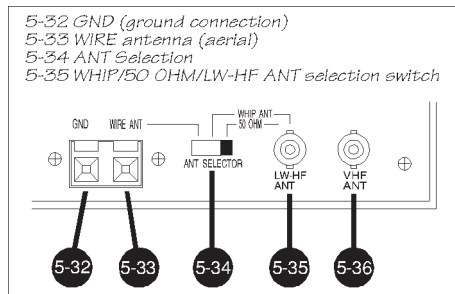 5-32 GND (ground connection)
5-33 WIRE antenna (aerial)
5-34 ANT Selection
5-35 WHIP/50 OHM/LW-HF ANT selection switch
WHIP ANT
GND WIRE ANT 50 OHM
ANT SELECTOR
LW-HF ANT
VHF ANT
5-32 5-33 5-34 5-35 5-36